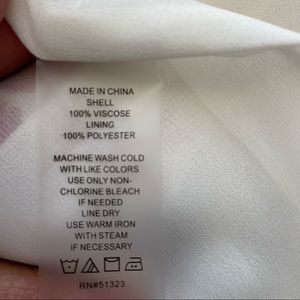 MADE IN CHINA
SHELL
100% VISCOSE
LINING
100% POLYESTER
MACHINE WASH COLD
WITH LIKE COLORS
USE ONLY NON-
CHLORINE BLEACH
IF NEEDED
LINE DRY
USE WARM IRON
WITH STEAM
IF NECESSARY
RN#51323